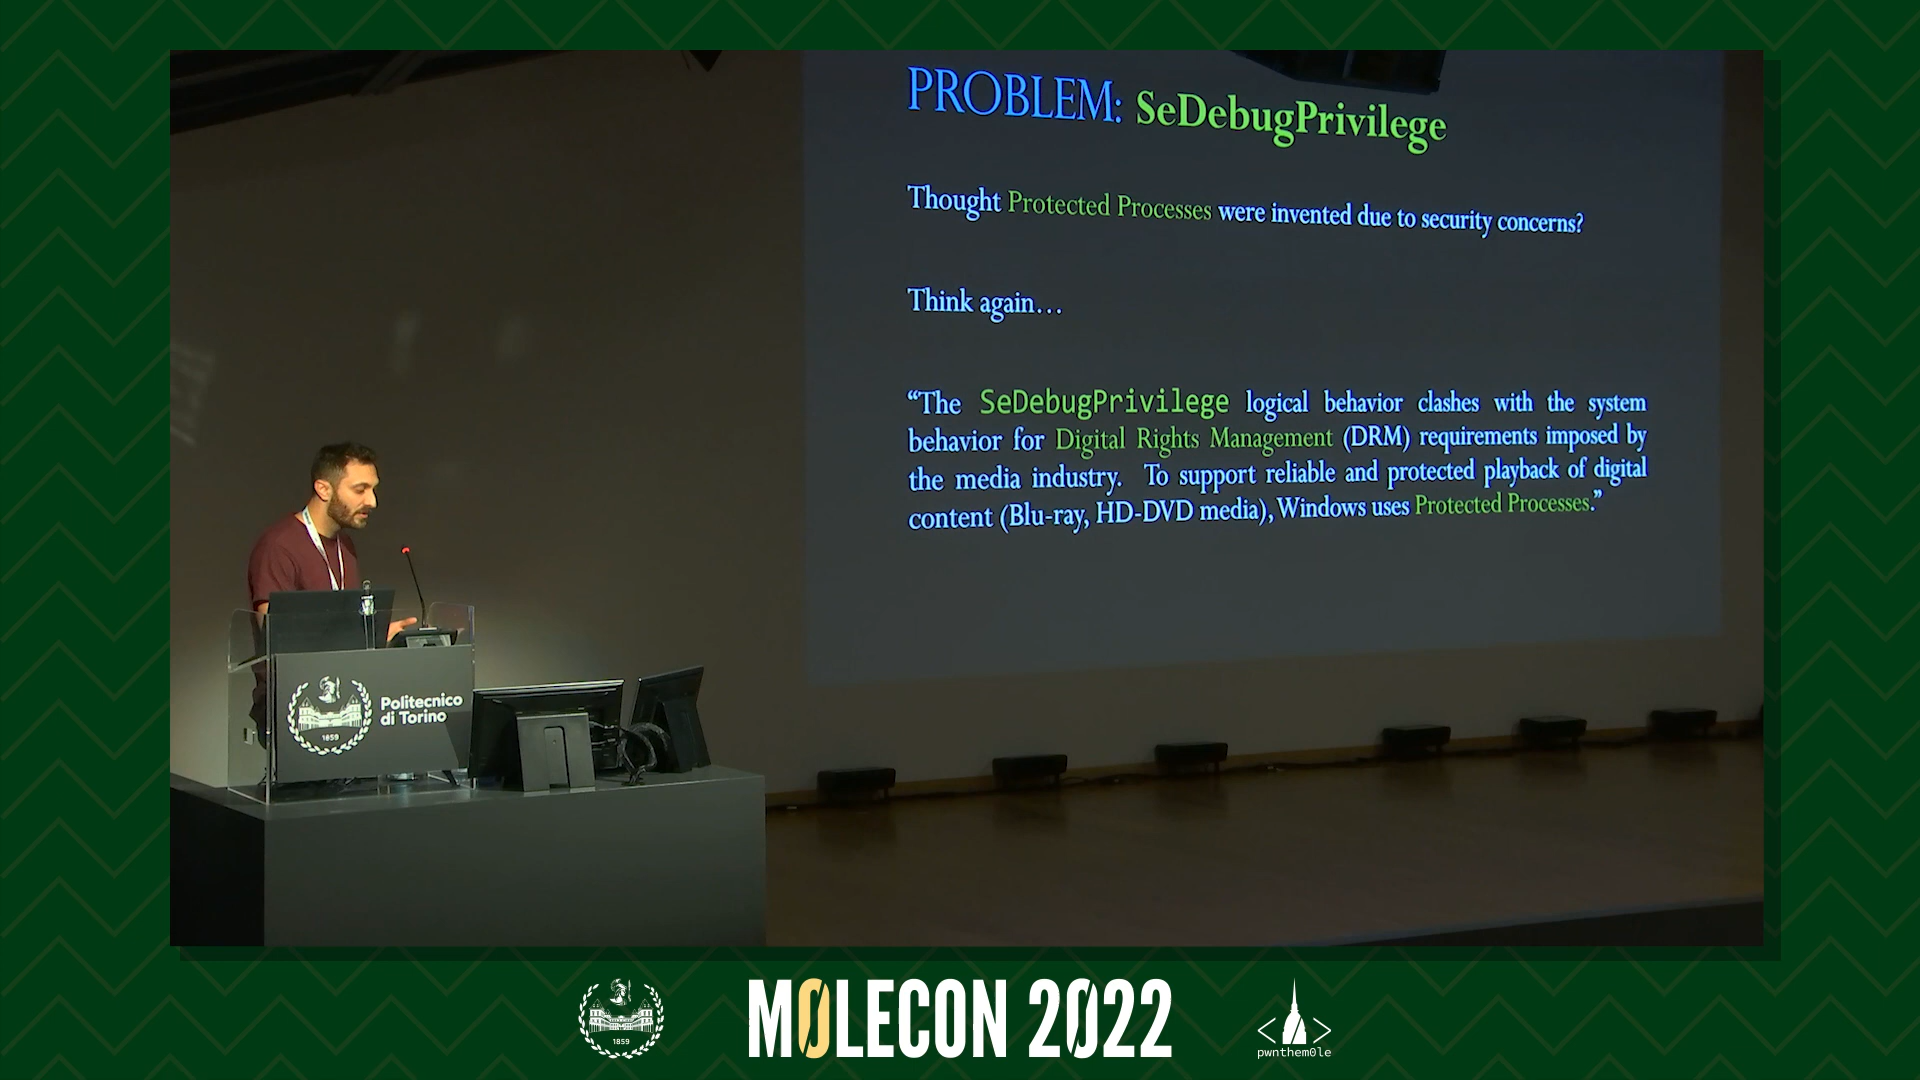 PROBLEM: SeDebugPrivilege
Thought Protected Processes were invented due to security concerns?
Think again…
“The SeDebugPrivilege logical behavior clashes with the system
behavior for Digital Rights Management (DRM) requirements imposed by
the media industry. To support reliable and protected playback of digital
content (Blu-ray, HD-DVD media), Windows uses Protected Processes.”
Politecnico
di Torino
1859
1859
MØLECON 2022
pwnthem0le